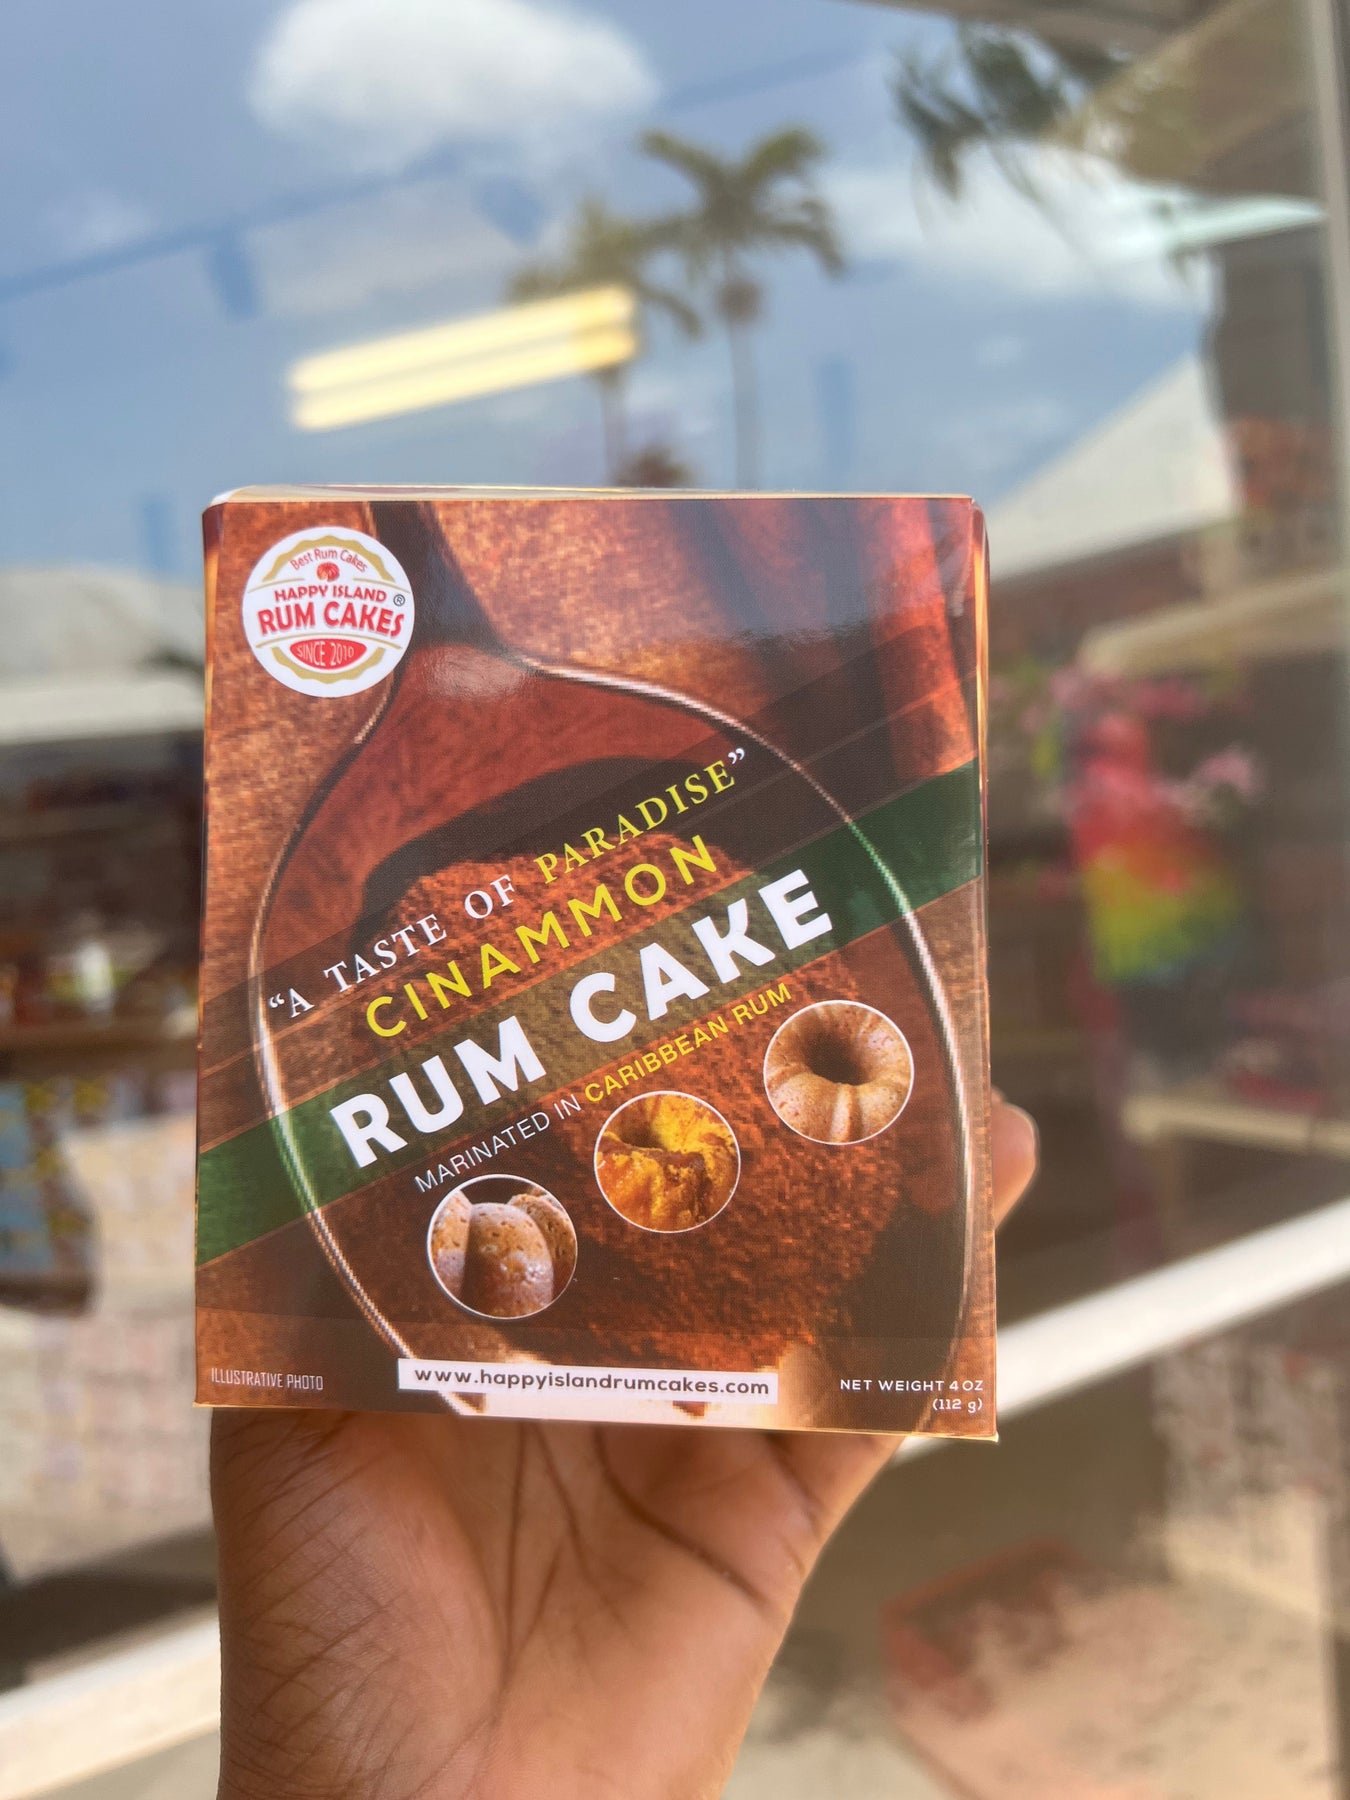 Best Rum Cakes
HAPPY ISLAND ®
RUM CAKES
SINCE 2010
“A TASTE OF PARADISE”
CINAMMON
RUM CAKE
MARINATED IN CARIBBEAN RUM
ILLUSTRATIVE PHOTO
www.happyislandrumcakes.com
NET WEIGHT 4 OZ
(112 g)